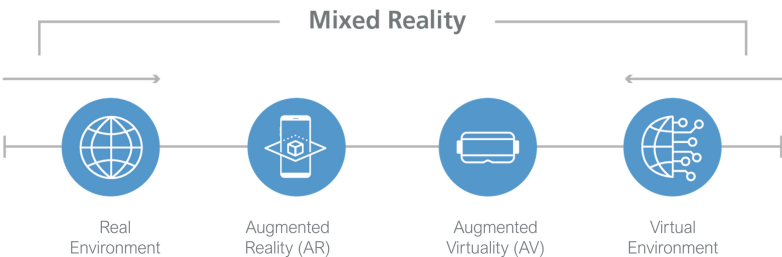 Mixed Reality
Real
Environment
Augmented
Reality (AR)
Augmented
Virtuality (AV)
Virtual
Environment